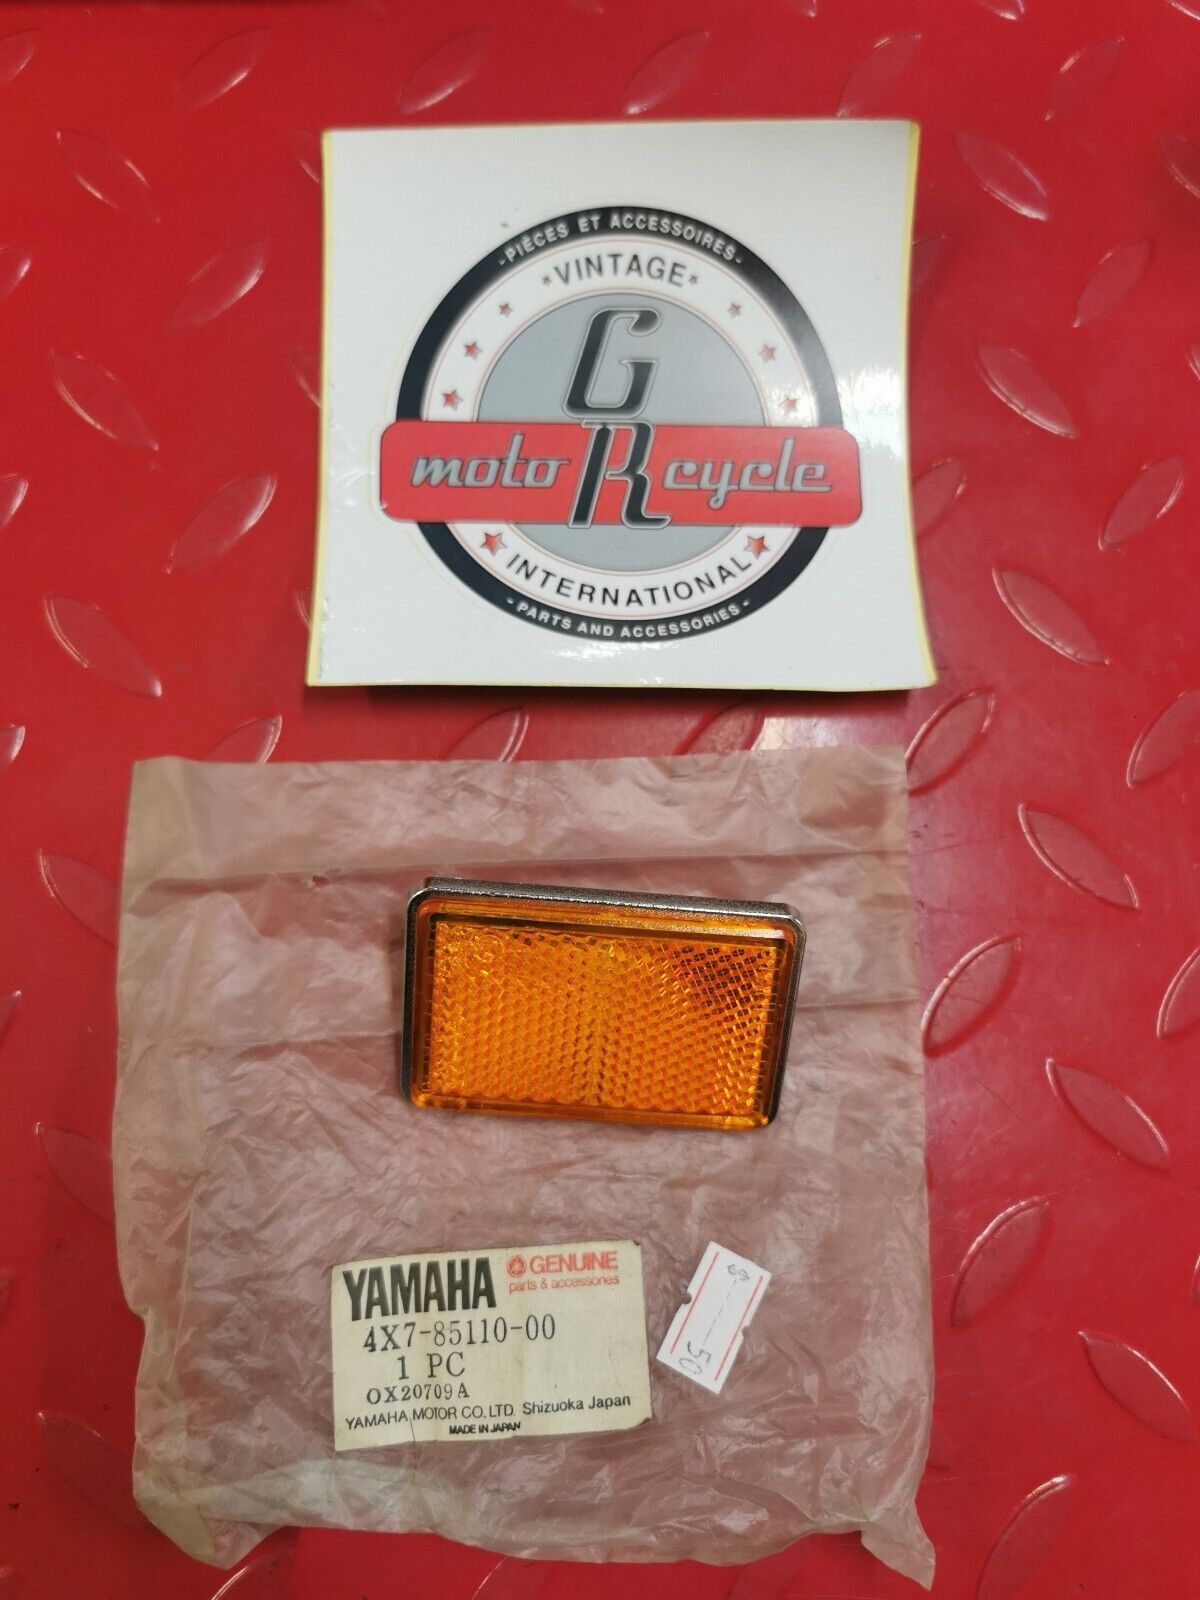 - PIÈCES ET ACCESSOIRES -
VINTAGE
G
moto R cycle
INTERNATIONAL
- PARTS AND ACCESSORIES -
YAMAHA GENUINE
parts & accessories
4X7-85110-00
1 PC
OX20709A
YAMAHA MOTOR CO., LTD. Shizuoka Japan
MADE IN JAPAN
50